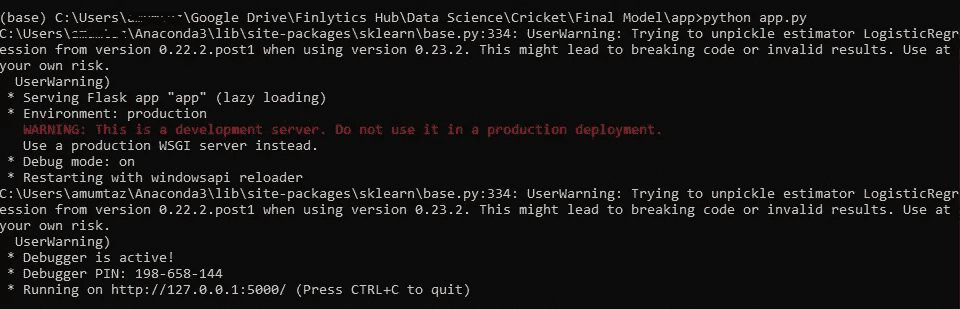 (base) C:\Users\\Google Drive\Finlytics Hub\Data Science\Cricket\Final Model\app>python app.py
C:\Users\\Anaconda3\lib\site-packages\sklearn\base.py:334: UserWarning: Trying to unpickle estimator LogisticRegr
ession from version 0.22.2.post1 when using version 0.23.2. This might lead to breaking code or invalid results. Use at
your own risk.
  UserWarning)
 * Serving Flask app "app" (lazy loading)
 * Environment: production
   WARNING: This is a development server. Do not use it in a production deployment.
   Use a production WSGI server instead.
 * Debug mode: on
 * Restarting with windowsapi reloader
C:\Users\amumtaz\Anaconda3\lib\site-packages\sklearn\base.py:334: UserWarning: Trying to unpickle estimator LogisticRegr
ession from version 0.22.2.post1 when using version 0.23.2. This might lead to breaking code or invalid results. Use at
your own risk.
  UserWarning)
 * Debugger is active!
 * Debugger PIN: 198-658-144
 * Running on http://127.0.0.1:5000/ (Press CTRL+C to quit)